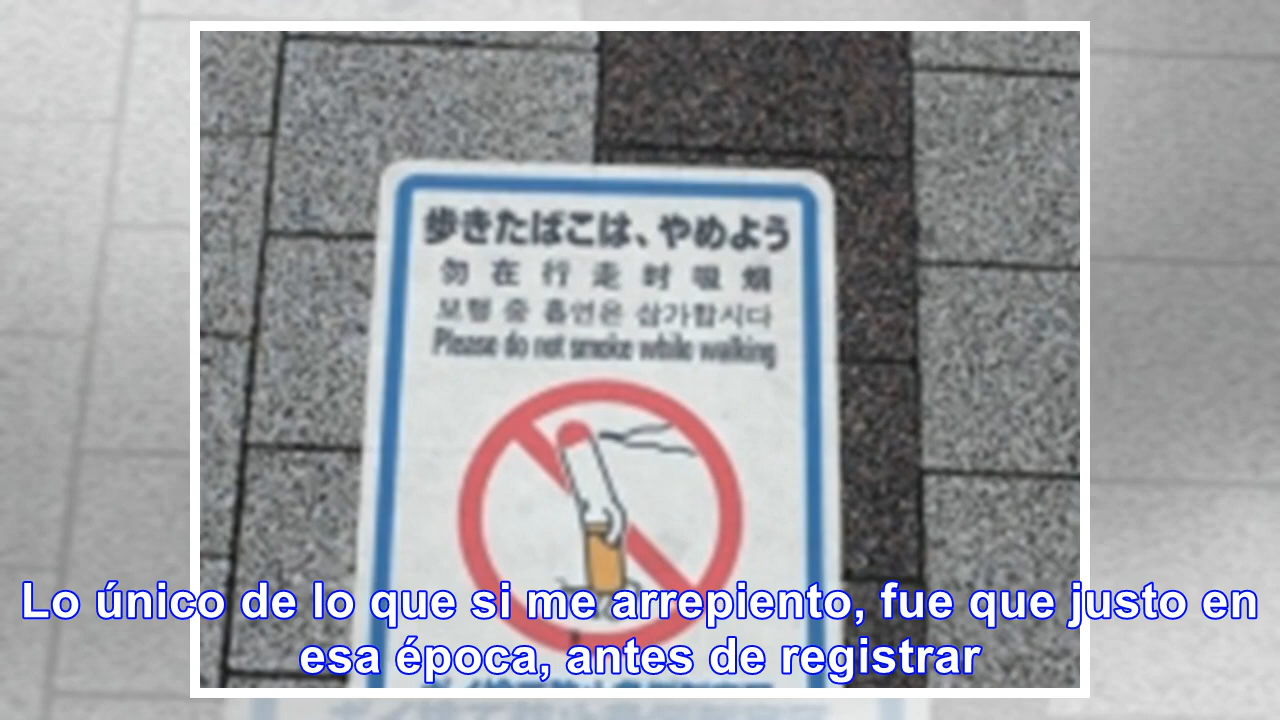 歩きたばこは、やめよう
勿在行走时吸烟
보행 중 흡연은 삼가합시다
Please do not smoke while walking
Lo único de lo que si me arrepiento, fue que justo en
esa época, antes de registrar